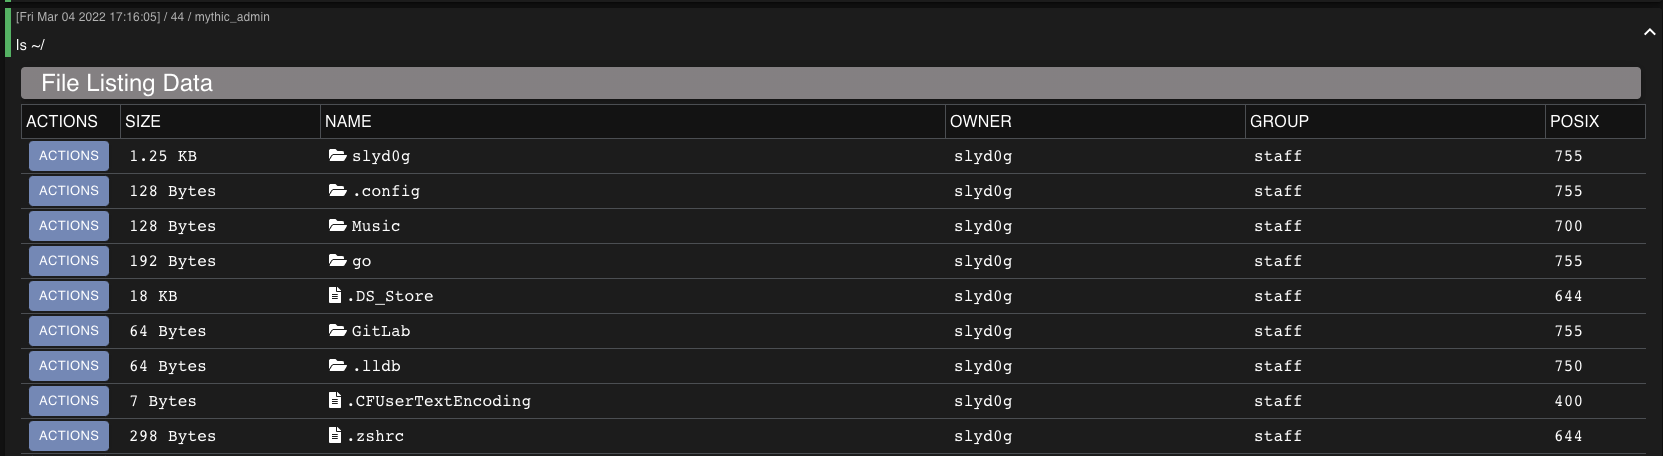 [Fri Mar 04 2022 17:16:05] / 44 / mythic_admin
ls ~/
File Listing Data
ACTIONS SIZE NAME OWNER GROUP POSIX
ACTIONS 1.25 KB slyd0g slyd0g staff 755
ACTIONS 128 Bytes .config slyd0g staff 755
ACTIONS 128 Bytes Music slyd0g staff 700
ACTIONS 192 Bytes go slyd0g staff 755
ACTIONS 18 KB .DS_Store slyd0g staff 644
ACTIONS 64 Bytes GitLab slyd0g staff 755
ACTIONS 64 Bytes .lldb slyd0g staff 750
ACTIONS 7 Bytes .CFUserTextEncoding slyd0g staff 400
ACTIONS 298 Bytes .zshrc slyd0g staff 644